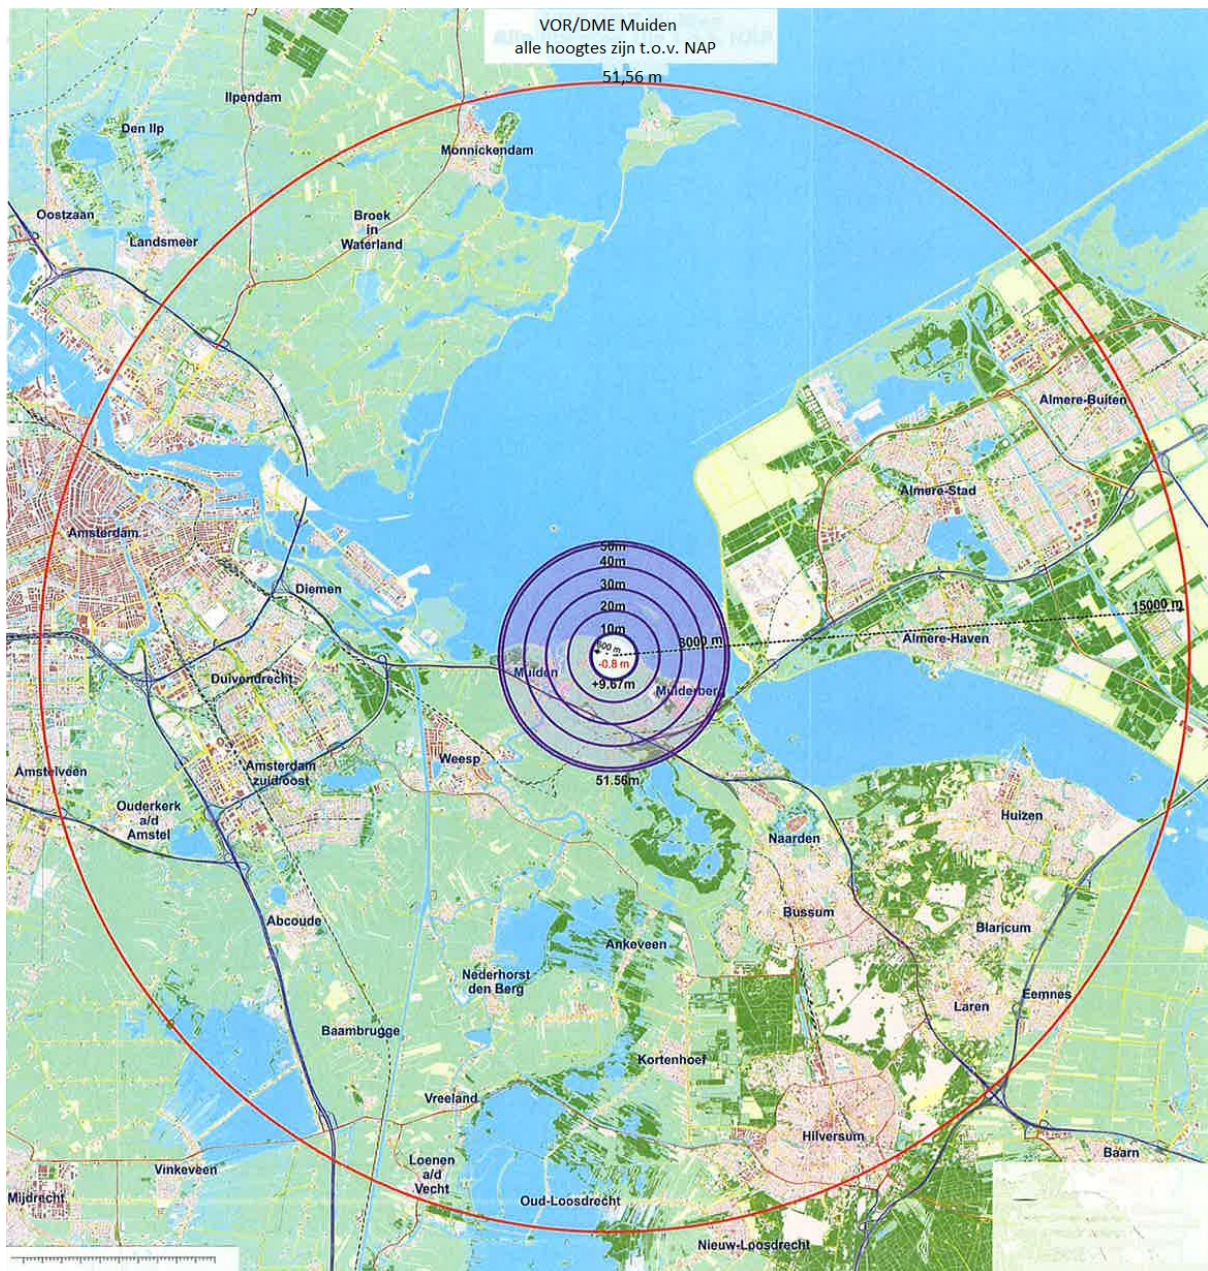 VOR/DME Muiden
alle hoogtes zijn t.o.v. NAP
51,56 m
Ilpendam
Den Ilp
Monnickendam
Oostzaan
Landsmeer
Broek
in
Waterland
Almere-Buiten
Almere-Stad
Amsterdam
50m
40m
30m
20m
10m
Diemen
15000 m
Almere-Haven
3000 m
-0.8 m
+9.67m
Muiden
Muiderberg
Duivendrecht
51.56m
Weesp
Amstelveen
Amsterdam
zuid/oost
Ouderkerk
a/d
Amstel
Huizen
Naarden
Bussum
Abcoude
Blaricum
Ankeveen
Nederhorst
den Berg
Eemnes
Laren
Baambrugge
Kortenhoef
Vreeland
Hilversum
Baarn
Loenen
a/d
Vecht
Vinkeveen
Mijdrecht
Oud-Loosdrecht
Nieuw-Loosdrecht